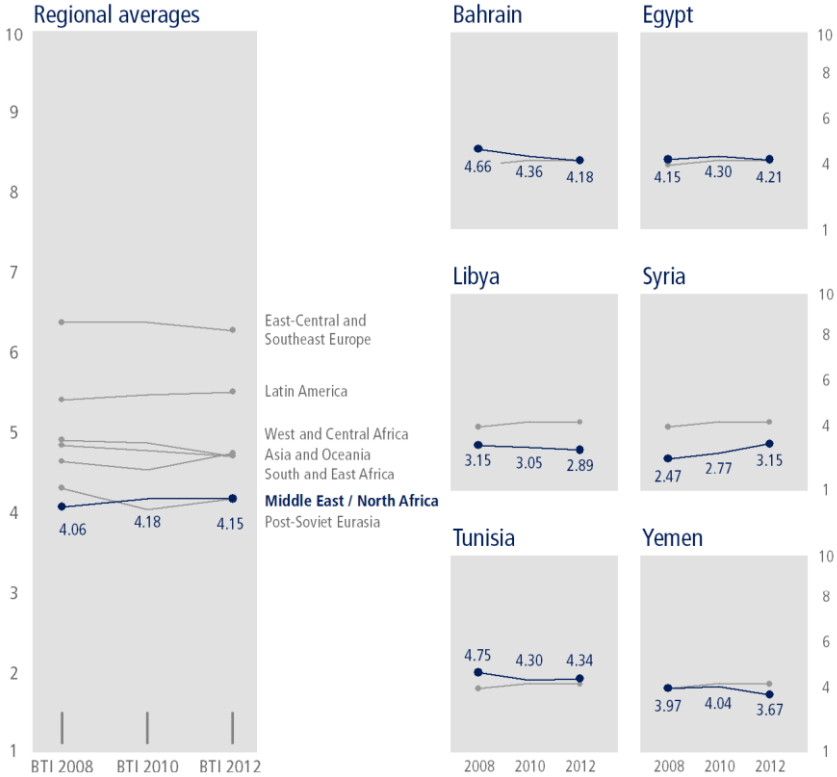 Regional averages
10
9
8
7
6
5
4
3
2
1
East-Central and
Southeast Europe
Latin America
West and Central Africa
Asia and Oceania
South and East Africa
Middle East / North Africa
Post-Soviet Eurasia
4.06
4.18
4.15
BTI 2008
BTI 2010
BTI 2012
Bahrain
4.66
4.36
4.18
Egypt
4.15
4.30
4.21
10
8
6
4
1
Libya
3.15
3.05
2.89
Syria
2.47
2.77
3.15
10
8
6
4
1
Tunisia
4.75
4.30
4.34
2008
2010
2012
Yemen
3.97
4.04
3.67
2008
2010
2012
10
8
6
4
1